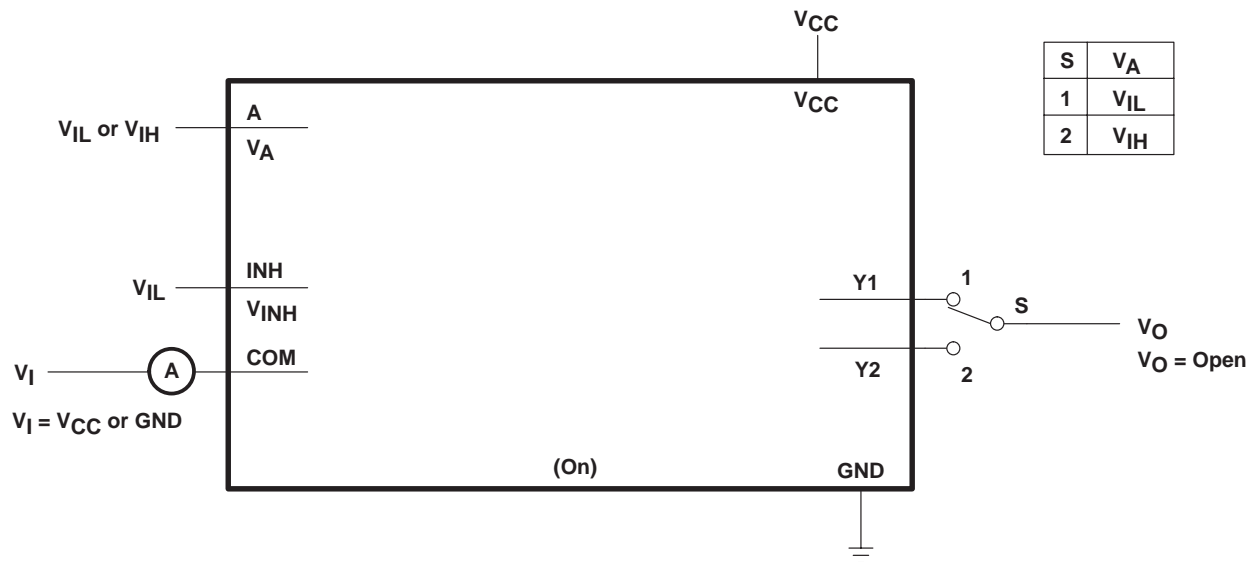 VCC
VCC
S VA
1 VIL
2 VIH
VIL or VIH
A
VA
VIL
INH
VINH
VI
A
COM
VI = VCC or GND
Y1
1
S
Y2
2
VO
VO = Open
(On)
GND